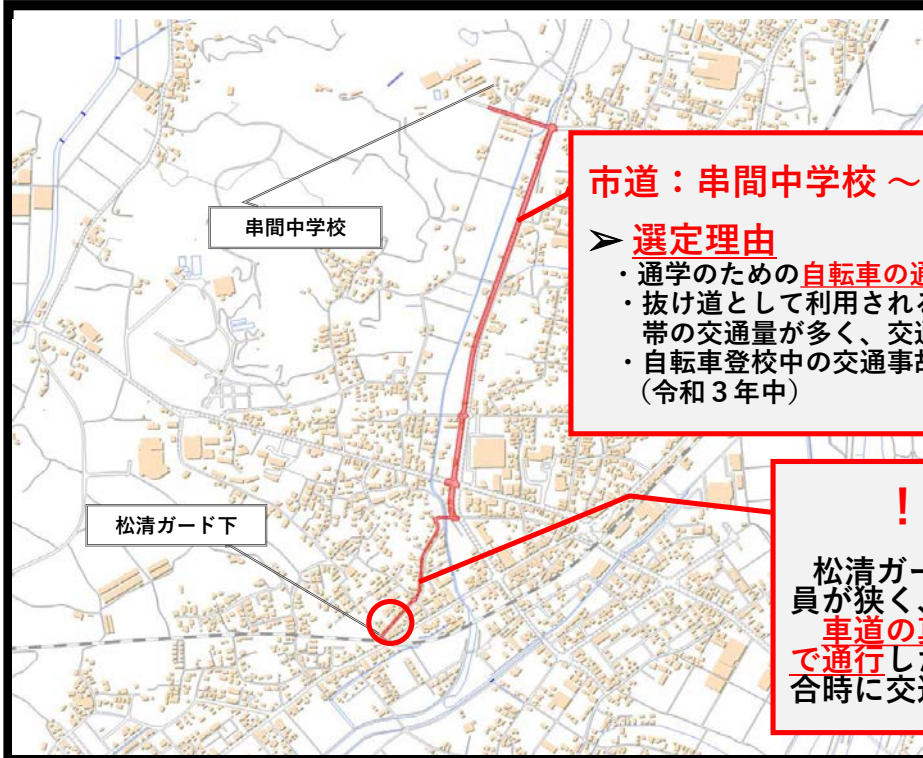 串間中学校
松清ガード下
市道：串間中学校 ～
➢ 選定理由
・通学のための自転車の通
・抜け道として利用され
帯の交通量が多く、交
・自転車登校中の交通事
（令和３年中）
！
松清ガー
員が狭く、
車道の
で通行し
合時に交